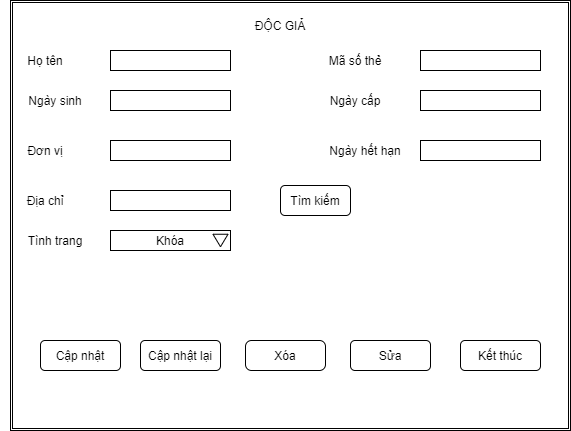 ĐỘC GIẢ
Họ tên
Mã số thẻ
Ngày sinh
Ngày cấp
Đơn vị
Ngày hết hạn
Địa chỉ
Tìm kiếm
Tình trang
Khóa
Cập nhật
Cập nhật lại
Xóa
Sửa
Kết thúc